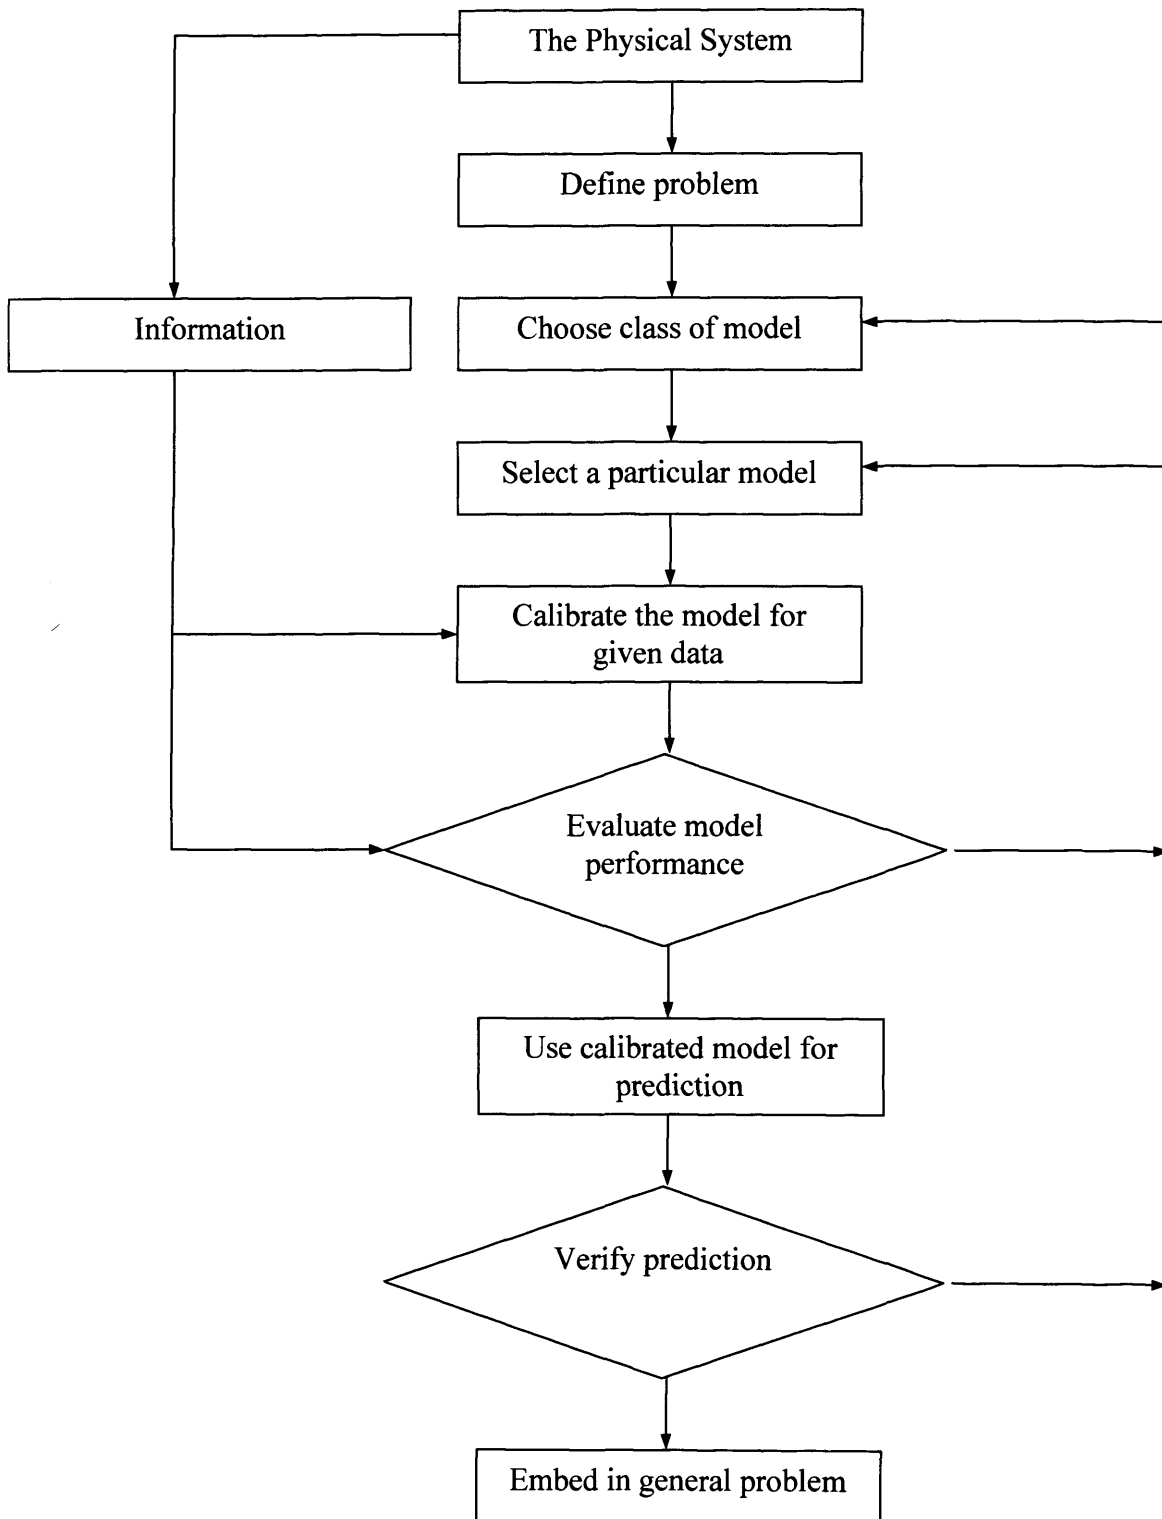 The Physical System
Define problem
Information
Choose class of model
Select a particular model
Calibrate the model for
given data
Evaluate model
performance
Use calibrated model for
prediction
Verify prediction
Embed in general problem